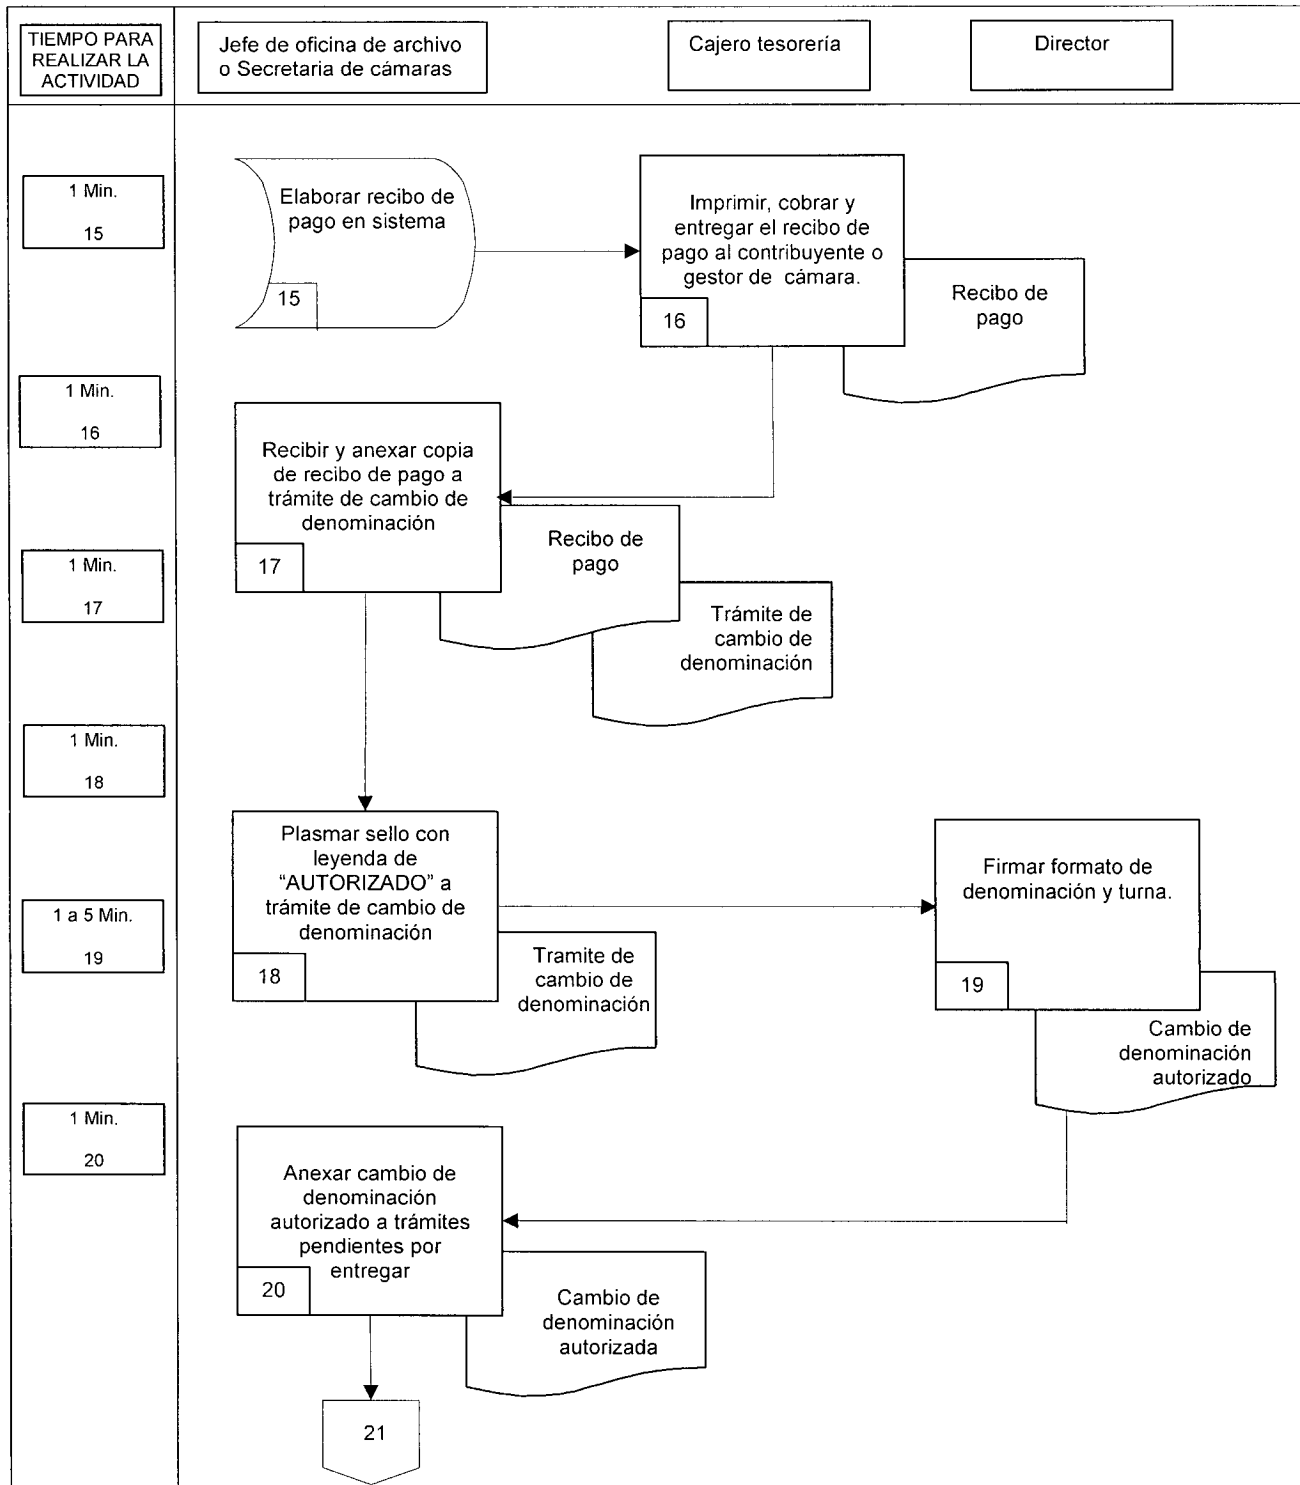 TIEMPO PARA
REALIZAR LA
ACTIVIDAD
Jefe de oficina de archivo
o Secretaria de cámaras
Cajero tesorería
Director
1 Min.
15
Elaborar recibo de
pago en sistema
15
Imprimir, cobrar y
entregar el recibo de
pago al contribuyente o
gestor de cámara.
16
Recibo de
pago
1 Min.
16
Recibir y anexar copia
de recibo de pago a
trámite de cambio de
denominación
17
Recibo de
pago
Trámite de
cambio de
denominación
1 Min.
17
1 Min.
18
Plasmar sello con
leyenda de
“AUTORIZADO” a
trámite de cambio de
denominación
18
Tramite de
cambio de
denominación
Firmar formato de
denominación y turna.
19
Cambio de
denominación
autorizado
1 a 5 Min.
19
1 Min.
20
Anexar cambio de
denominación
autorizado a trámites
pendientes por
entregar
20
Cambio de
denominación
autorizada
21